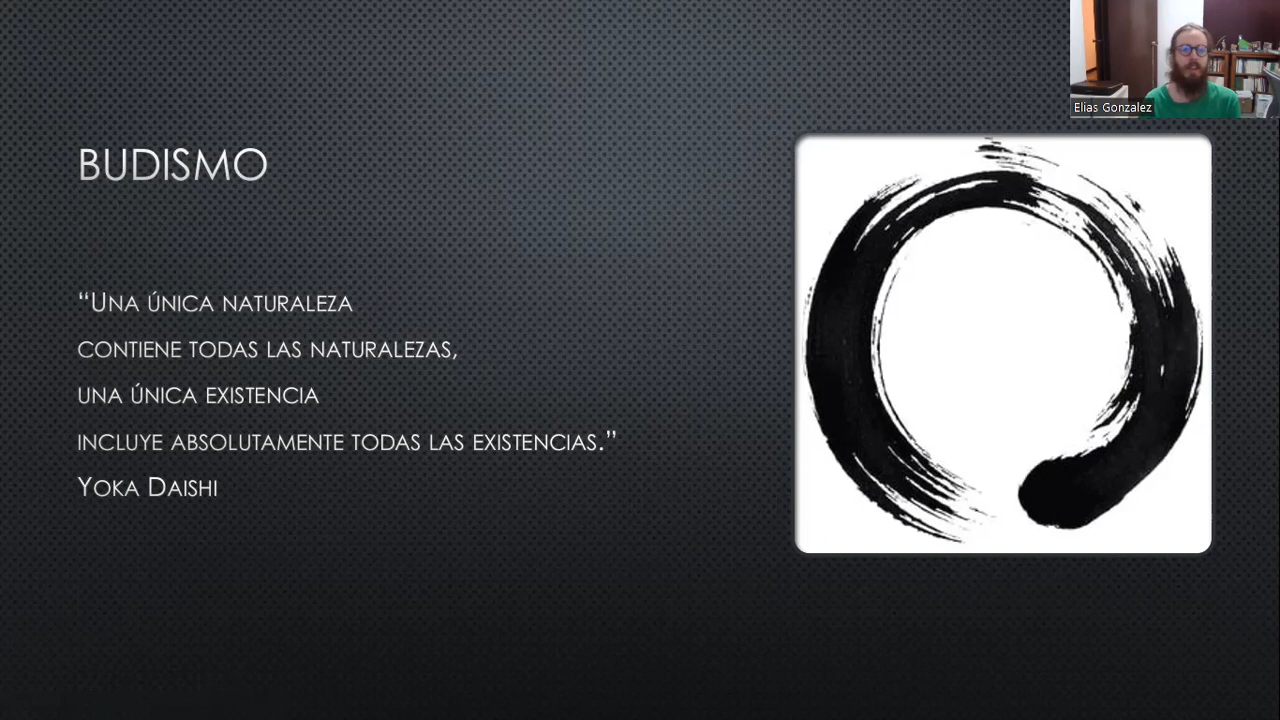 Elias Gonzalez
BUDISMO
“UNA ÚNICA NATURALEZA
CONTIENE TODAS LAS NATURALEZAS,
UNA ÚNICA EXISTENCIA
INCLUYE ABSOLUTAMENTE TODAS LAS EXISTENCIAS.”
YOKA DAISHI